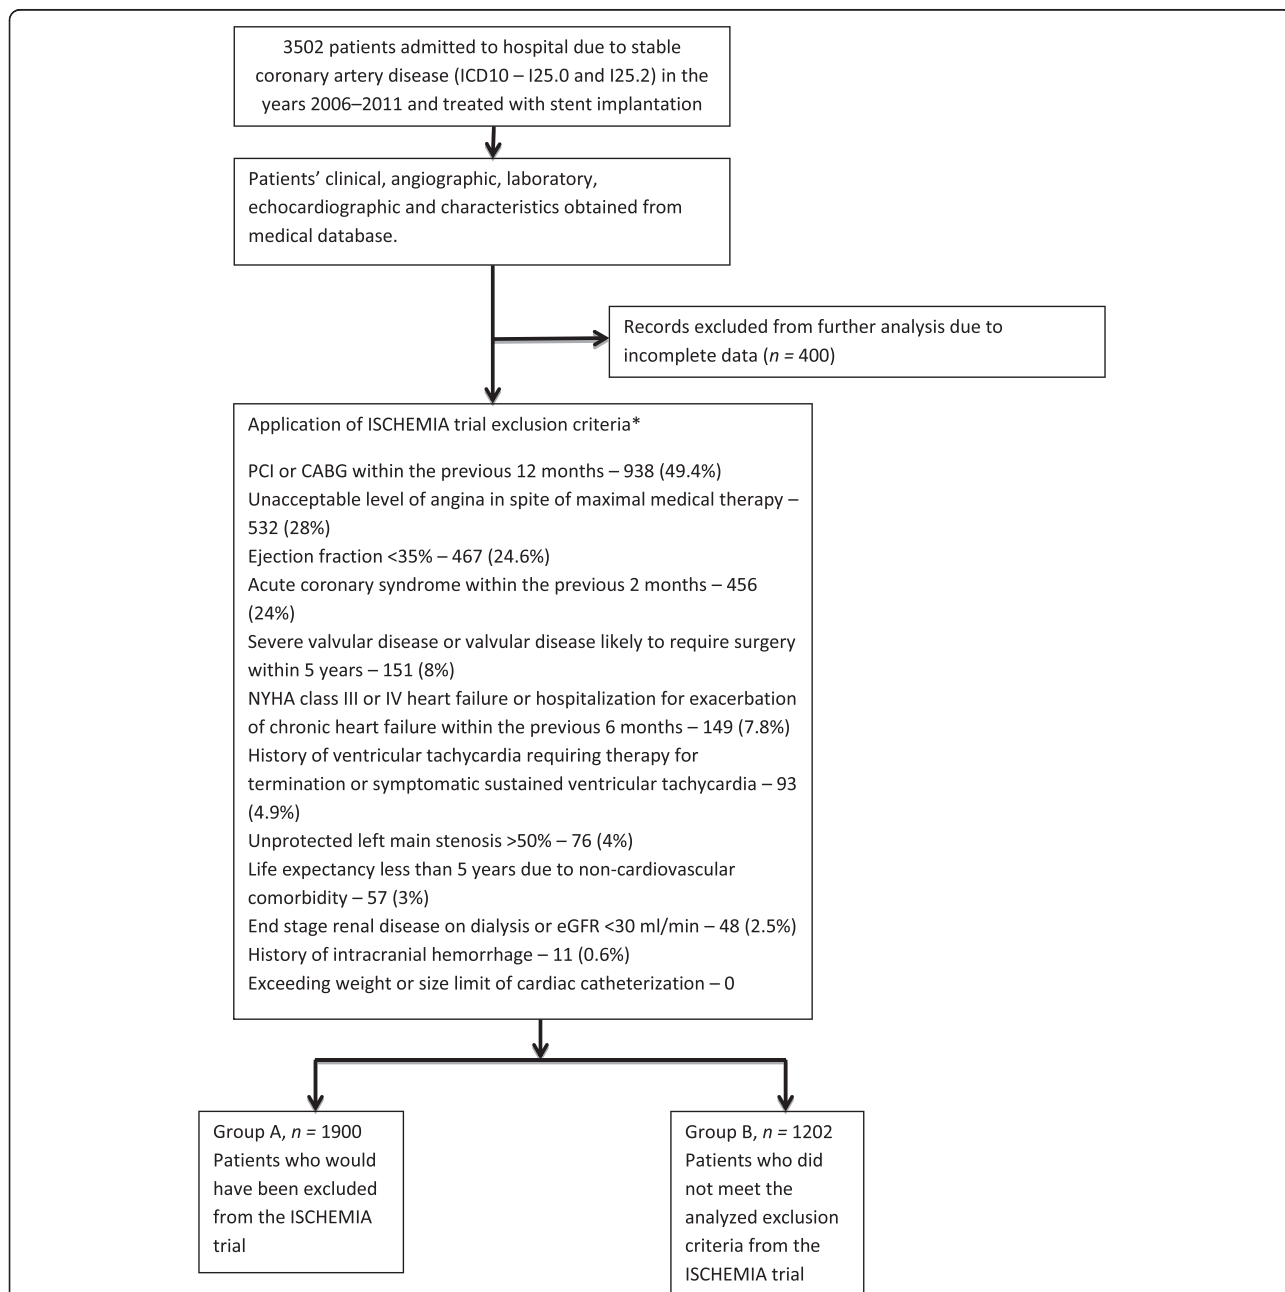 3502 patients admitted to hospital due to stable
coronary artery disease (ICD10 – I25.0 and I25.2) in the
years 2006–2011 and treated with stent implantation
Patients’ clinical, angiographic, laboratory,
echocardiographic and characteristics obtained from
medical database.
Records excluded from further analysis due to
incomplete data (n = 400)
Application of ISCHEMIA trial exclusion criteria*
PCI or CABG within the previous 12 months – 938 (49.4%)
Unacceptable level of angina in spite of maximal medical therapy –
532 (28%)
Ejection fraction <35% – 467 (24.6%)
Acute coronary syndrome within the previous 2 months – 456
(24%)
Severe valvular disease or valvular disease likely to require surgery
within 5 years – 151 (8%)
NYHA class III or IV heart failure or hospitalization for exacerbation
of chronic heart failure within the previous 6 months – 149 (7.8%)
History of ventricular tachycardia requiring therapy for
termination or symptomatic sustained ventricular tachycardia – 93
(4.9%)
Unprotected left main stenosis >50% – 76 (4%)
Life expectancy less than 5 years due to non-cardiovascular
comorbidity – 57 (3%)
End stage renal disease on dialysis or eGFR <30 ml/min – 48 (2.5%)
History of intracranial hemorrhage – 11 (0.6%)
Exceeding weight or size limit of cardiac catheterization – 0
Group A, n = 1900
Patients who would
have been excluded
from the ISCHEMIA
trial
Group B, n = 1202
Patients who did
not meet the
analyzed exclusion
criteria from the
ISCHEMIA trial